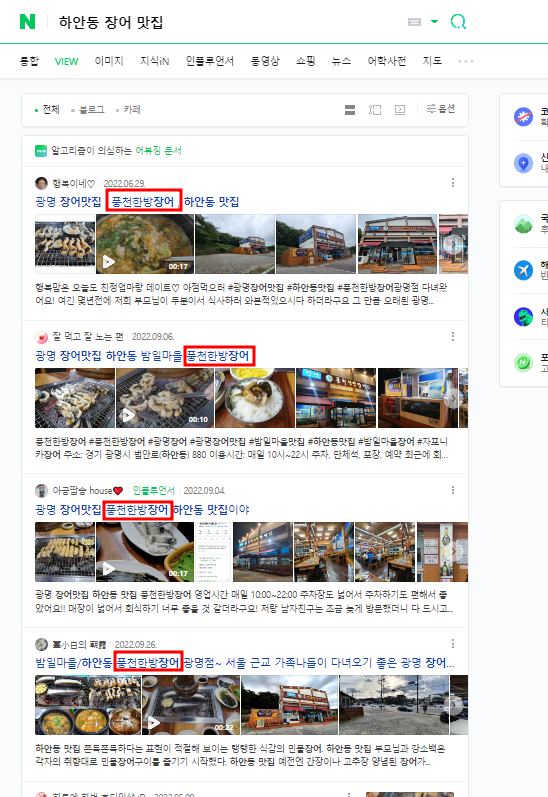 N 하안동 장어 맛집
통합 VIEW 이미지 지식iN 인플루언서 동영상 쇼핑 뉴스 어학사전 지도
전체 블로그 카페 옵션
VIEW 알고리즘이 의심하는 어뷰징 문서
행복이네♡ 2022.06.29.
광명 장어맛집 풍천한방장어 하안동 맛집
00:17
행복맘은 오늘도 친정엄마랑 데이트♡ 아점먹으러 #광명장어맛집 #하안동맛집 #풍천한방장어광명점 다녀왔
어요! 여긴 몇년전에 저희 부모님이 두분이서 식사하러 와본적있으시다 하더라구요 그 만큼 오래된 광명...
잘 먹고 잘 노는 편 2022.09.06.
광명 장어맛집 하안동 밤일마을 풍천한방장어
00:10
풍천한방장어 #풍천한방장어 #광명장어 #광명장어맛집 #밤일마을맛집 #하안동맛집 #밤일마을장어 #자포니
카장어 주소: 경기 광명시 범안로(하안동) 880 이용시간: 매일 10시~22시 주차, 단체석, 포장, 예약 최근에 회...
아공맘송 house❤ 인플루언서 2022.09.04.
광명 장어맛집 풍천한방장어 하안동 맛집이야
00:17
광명 장어맛집 하안동 맛집 풍천한방장어 영업시간 매일 10:00~22:00 주차장도 넓어서 주차하기도 편해서 좋
았어요!! 매장이 넓어서 회식하기 너무 좋을 것 같더라구요! 저랑 남자친구는 조금 늦게 방문했더니 다 드시고...
小白의 2022.09.26.
밤일마을/하안동 풍천한방장어 광명점~ 서울 근교 가족나들이 다녀오기 좋은 광명 장어...
00:22
하안동 맛집 쫀득쫀득하다는 표현이 적절해 보이는 탱탱한 식감의 민물장어. 하안동 맛집 부모님과 강소백은
각자의 취향대로 민물장어구이를 즐기기 시작했다. 하안동 맛집 예전엔 간장이나 고추장 양념된 장어가...